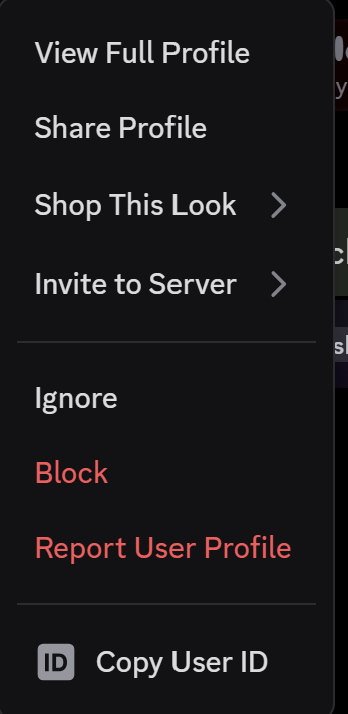 View Full Profile
Share Profile
Shop This Look
Invite to Server
Ignore
Block
Report User Profile
ID Copy User ID